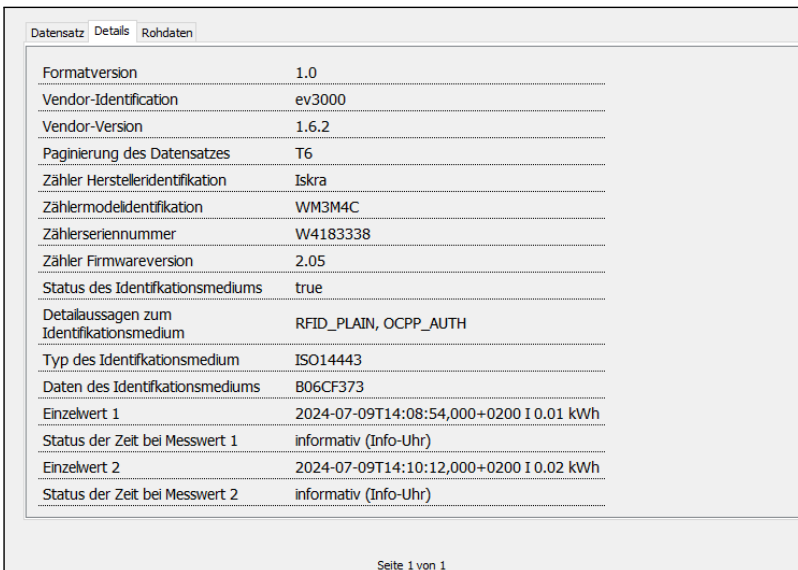 Datensatz Details Rohdaten
Formatversion 1.0
Vendor-Identification ev3000
Vendor-Version 1.6.2
Paginierung des Datensatzes T6
Zähler Herstelleridentifikation Iskra
Zählermodelidentifikation WM3M4C
Zählerseriennummer W4183338
Zähler Firmwareversion 2.05
Status des Identifkationsmediums true
Detailaussagen zum
Identifikationsmedium RFID_PLAIN, OCPP_AUTH
Typ des Identifkationsmedium ISO14443
Daten des Identifkationsmediums B06CF373
Einzelwert 1 2024-07-09T14:08:54,000+0200 I 0.01 kWh
Status der Zeit bei Messwert 1 informativ (Info-Uhr)
Einzelwert 2 2024-07-09T14:10:12,000+0200 I 0.02 kWh
Status der Zeit bei Messwert 2 informativ (Info-Uhr)
Seite 1 von 1